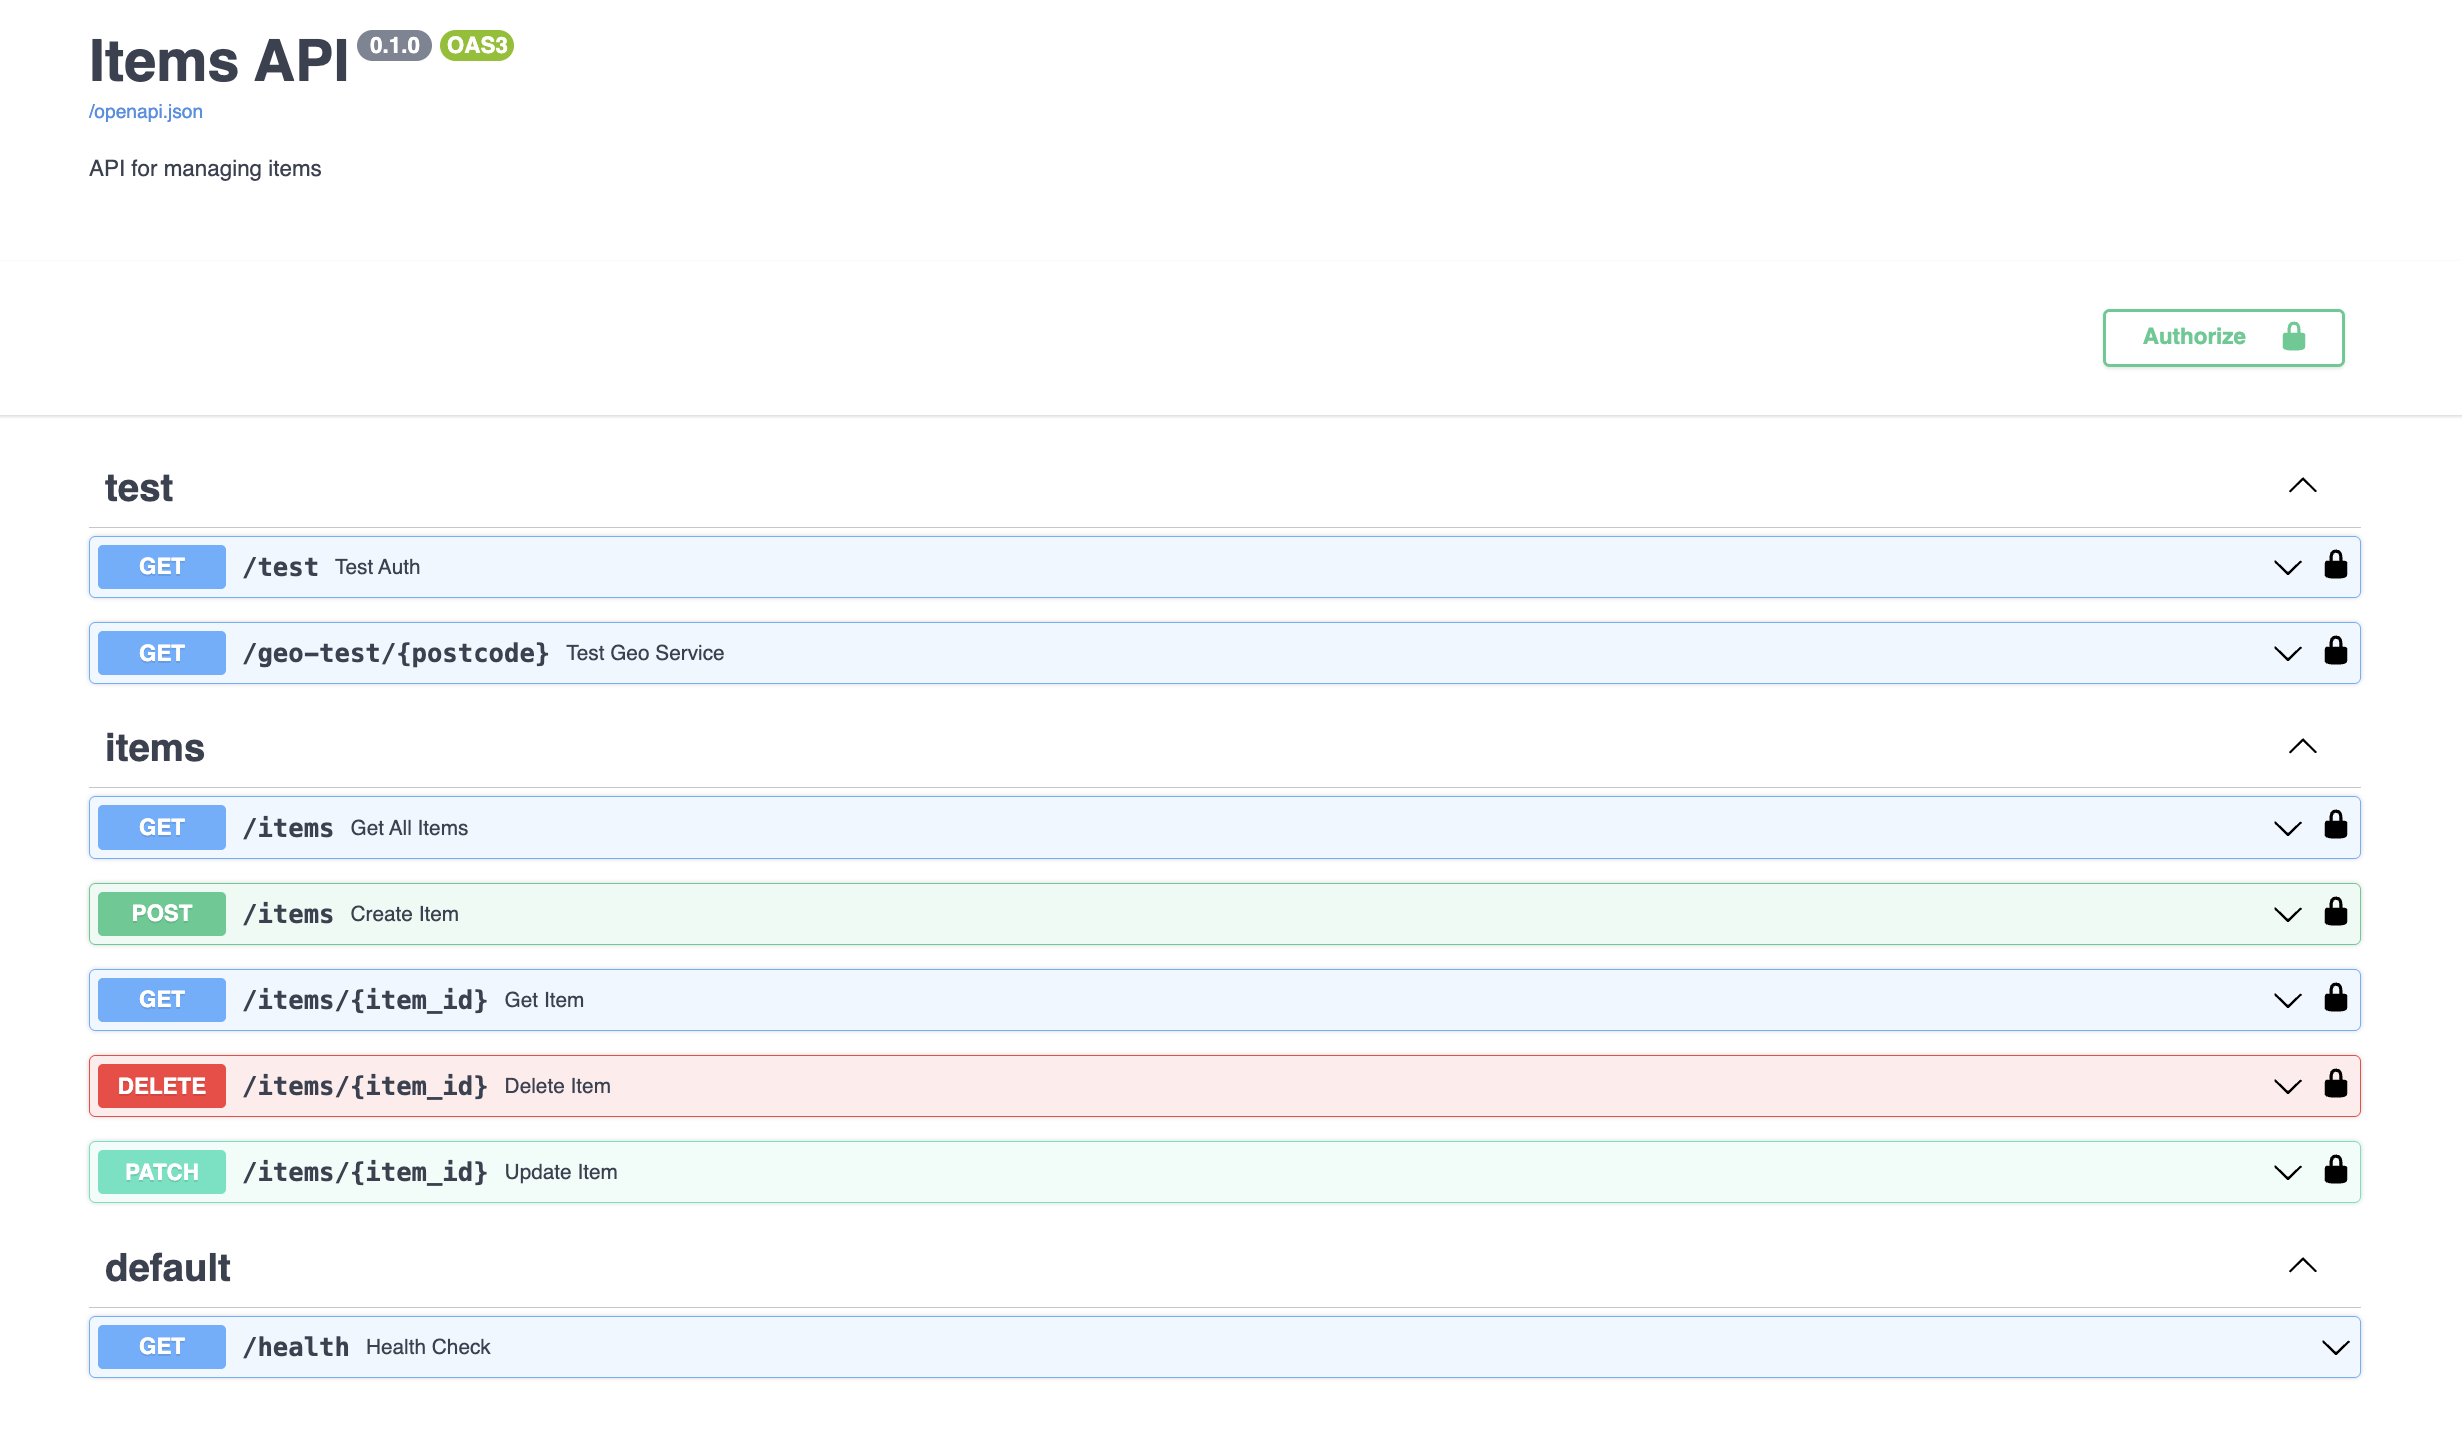 Items API 0.1.0 OAS3
/openapi.json
API for managing items
Authorize
test
GET /test Test Auth
GET /geo-test/{postcode} Test Geo Service
items
GET /items Get All Items
POST /items Create Item
GET /items/{item_id} Get Item
DELETE /items/{item_id} Delete Item
PATCH /items/{item_id} Update Item
default
GET /health Health Check